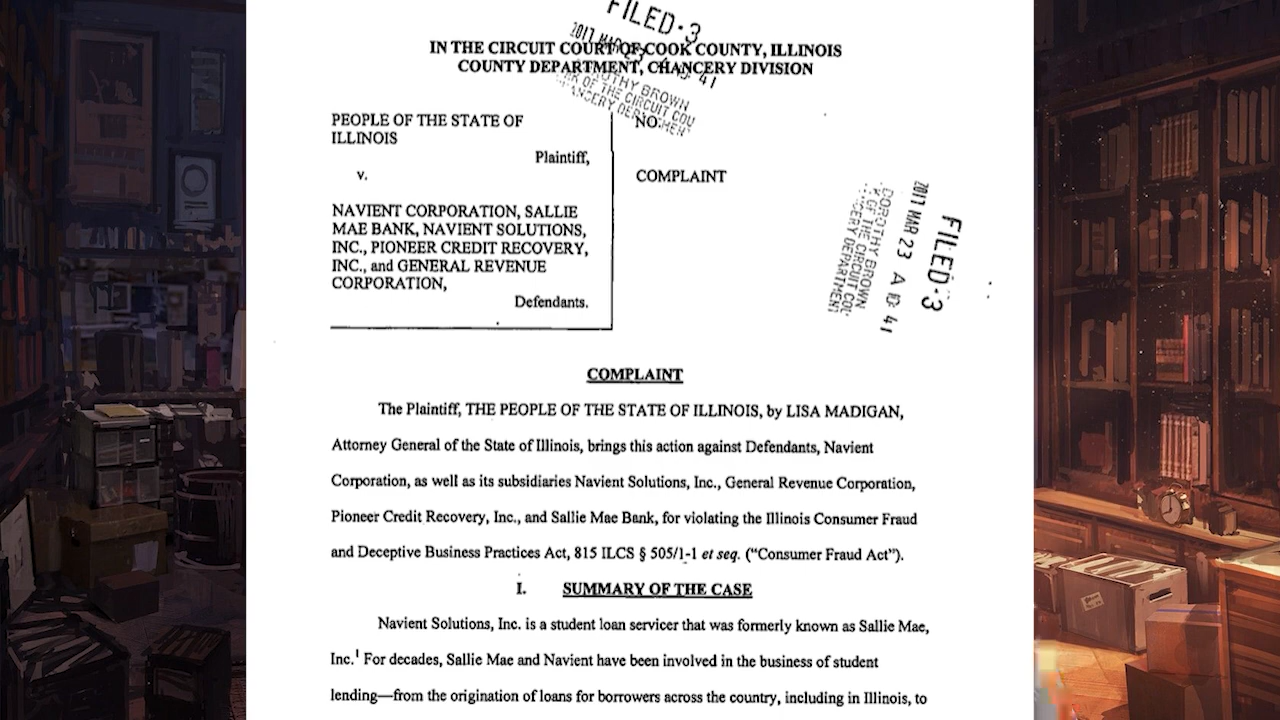 FILED-3
IN THE CIRCUIT COURT OF COOK COUNTY, ILLINOIS
COUNTY DEPARTMENT, CHANCERY DIVISION
PEOPLE OF THE STATE OF
ILLINOIS
Plaintiff,
v.
NAVIENT CORPORATION, SALLIE
MAE BANK, NAVIENT SOLUTIONS,
INC., PIONEER CREDIT RECOVERY,
INC., and GENERAL REVENUE
CORPORATION,
Defendants.
NO.
COMPLAINT
FILED-3
2017 MAR 23 A 10: 41
DOROTHY BROWN
OF THE CIRCUIT
DEPARTMENT
COMPLAINT
The Plaintiff, THE PEOPLE OF THE STATE OF ILLINOIS, by LISA MADIGAN,
Attorney General of the State of Illinois, brings this action against Defendants, Navient
Corporation, as well as its subsidiaries Navient Solutions, Inc., General Revenue Corporation,
Pioneer Credit Recovery, Inc., and Sallie Mae Bank, for violating the Illinois Consumer Fraud
and Deceptive Business Practices Act, 815 ILCS § 505/1-1 et seq. (“Consumer Fraud Act”).
I. SUMMARY OF THE CASE
Navient Solutions, Inc. is a student loan servicer that was formerly known as Sallie Mae,
Inc.1 For decades, Sallie Mae and Navient have been involved in the business of student
lending—from the origination of loans for borrowers across the country, including in Illinois, to